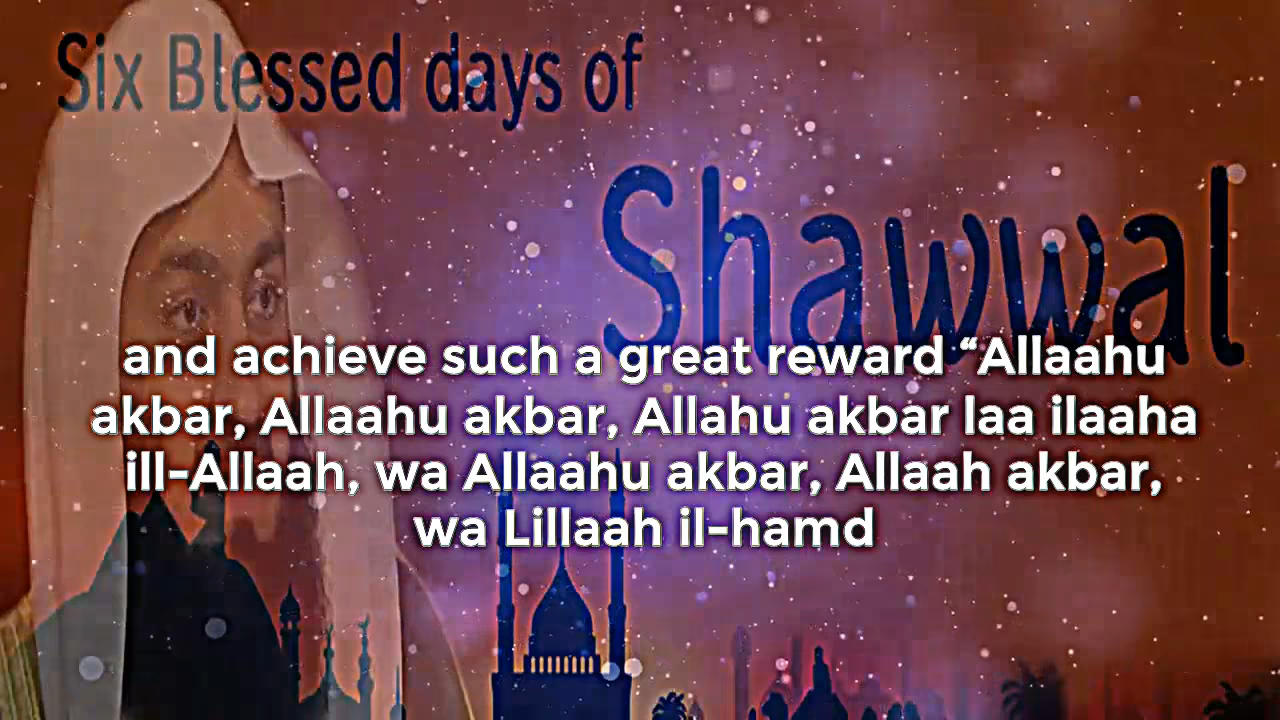 Six Blessed days of
Shawwal
and achieve such a great reward “Allaahu
akbar, Allaahu akbar, Allahu akbar laa ilaaha
ill-Allaah, wa Allaahu akbar, Allaah akbar,
wa Lillaah il-hamd